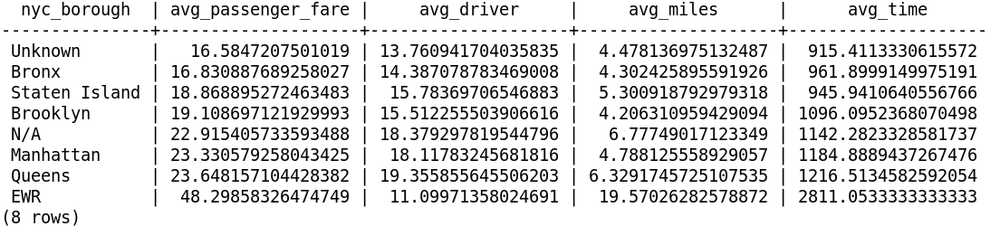 nyc_borough  | avg_passenger_fare |     avg_driver     |     avg_miles      |      avg_time      
---------------+--------------------+--------------------+--------------------+--------------------
 Unknown       |   16.5847207501019 | 13.760941704035835 |  4.478136975132487 |  915.4113330615572
 Bronx         | 16.830887689258027 | 14.387078783469008 |  4.302425895591926 |  961.8999149975191
 Staten Island | 18.868895272463483 |  15.78369706546883 |  5.300918792979318 |  945.9410640556766
 Brooklyn      | 19.108697121929993 | 15.512255503906616 |  4.206310959429094 | 1096.0952368070498
 N/A           | 22.915405733593488 | 18.379297819544796 |   6.77749017123349 | 1142.2823328581737
 Manhattan     | 23.330579258043425 |  18.11783245681816 |  4.788125558929057 | 1184.8889437267476
 Queens        | 23.648157104428382 | 19.355855645506203 | 6.3291745725107535 | 1216.5134582592054
 EWR           |  48.29858326474749 |  11.09971358024691 |  19.57026282578872 | 2811.0533333333333
(8 rows)